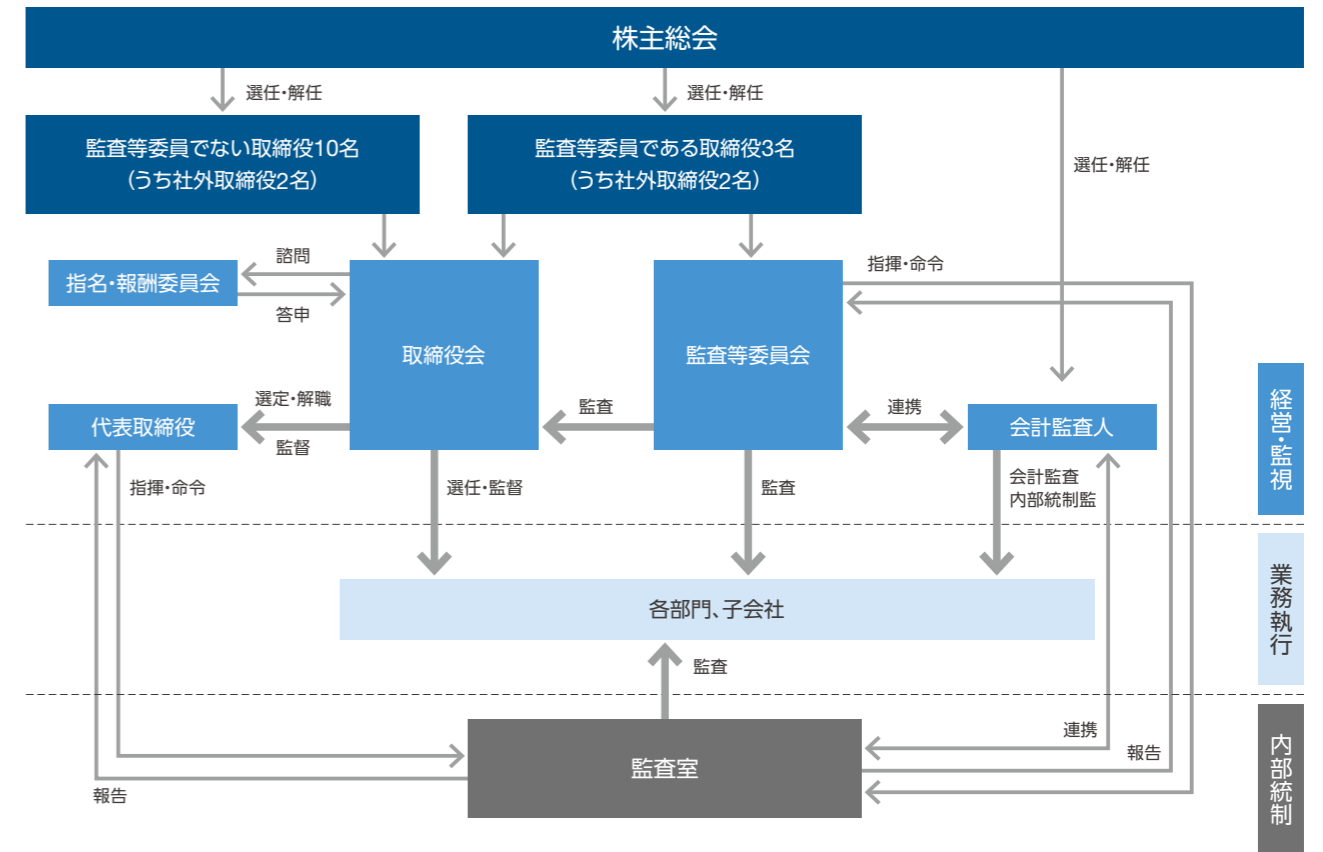 株主総会
選任・解任
選任・解任
選任・解任
監査等委員でない取締役10名
(うち社外取締役2名)
監査等委員である取締役3名
(うち社外取締役2名)
指名・報酬委員会
諮問
答申
取締役会
監査等委員会
指揮・命令
代表取締役
選定・解職
監督
監査
連携
会計監査人
経営・監視
指揮・命令
選任・監督
監査
会計監査
内部統制監
各部門、子会社
業務執行
監査
監査室
連携
報告
報告
内部統制